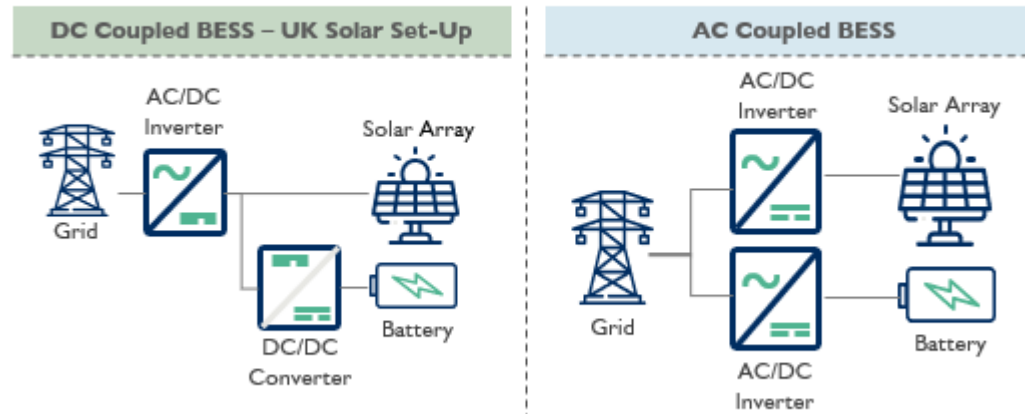 DC Coupled BESS – UK Solar Set-Up
AC/DC
Inverter
Solar Array
Grid
Battery
DC/DC
Converter
AC Coupled BESS
AC/DC
Inverter
Solar Array
Grid
Battery
AC/DC
Inverter